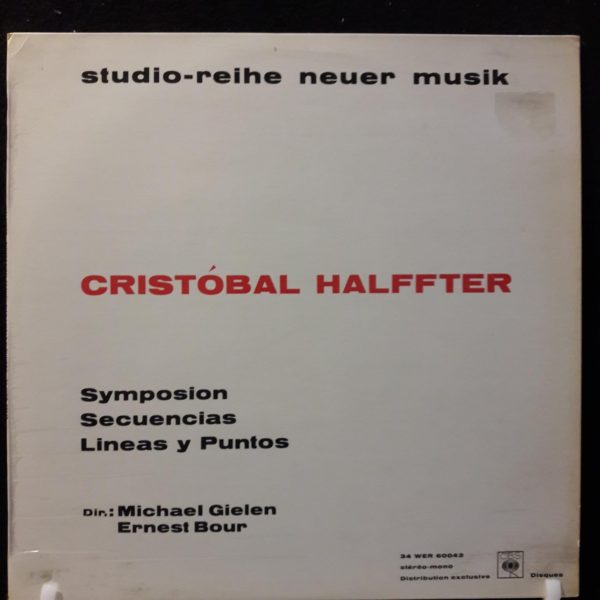 studio-reihe neuer musik
CRISTÓBAL HALFFTER
Symposion
Secuencias
Lineas y Puntos
Dir.: Michael Gielen
Ernest Bour
34 WER 60042
stéréo-mono
Distribution exclusive
CBS
Disques